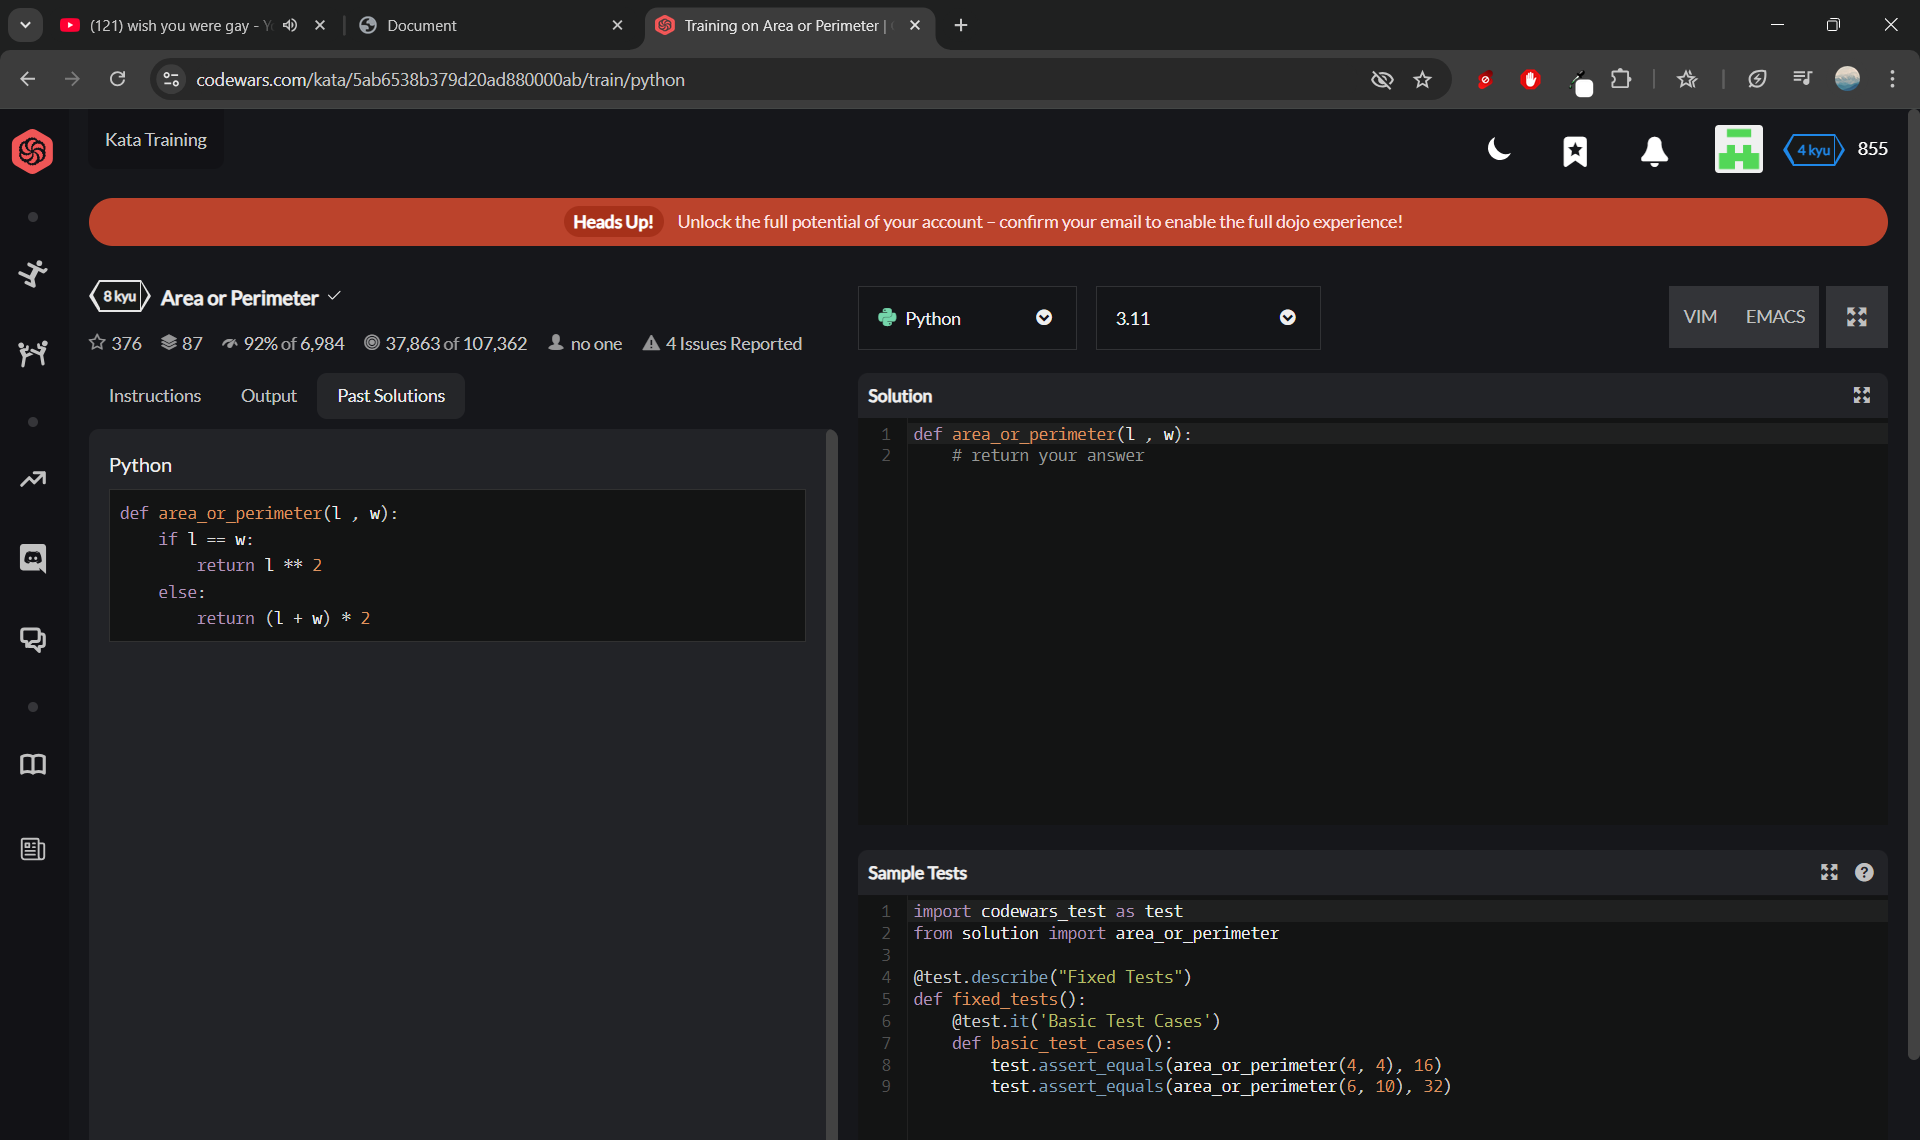 (121) wish you were gay - Y
Document
Training on Area or Perimeter |
codewars.com/kata/5ab6538b379d20ad880000ab/train/python
Kata Training
4 kyu
855
Heads Up! Unlock the full potential of your account – confirm your email to enable the full dojo experience!
8 kyu
Area or Perimeter
376
87
92% of 6,984
37,863 of 107,362
no one
4 Issues Reported
Python
3.11
VIM
EMACS
Instructions
Output
Past Solutions
Python
def area_or_perimeter(l , w):
if l == w:
return l ** 2
else:
return (l + w) * 2
Solution
1 def area_or_perimeter(l , w):
2 # return your answer
Sample Tests
?
1 import codewars_test as test
2 from solution import area_or_perimeter
3
4 @test.describe("Fixed Tests")
5 def fixed_tests():
6 @test.it('Basic Test Cases')
7 def basic_test_cases():
8 test.assert_equals(area_or_perimeter(4, 4), 16)
9 test.assert_equals(area_or_perimeter(6, 10), 32)